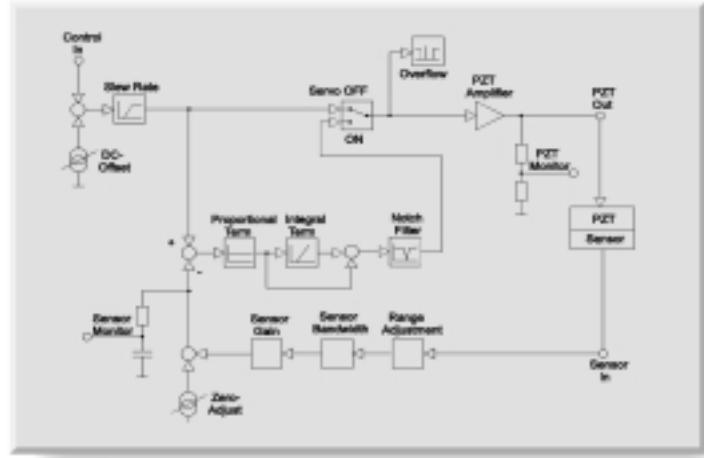 Control
In
Slew Rate
DC-
Offset
Servo OFF
ON
Overflow
PZT
Amplifier
PZT
Out
PZT
Monitor
PZT
Sensor
+
-
Proportional
Term
Integral
Term
Notch
Filter
Sensor
Monitor
Sensor
Gain
Sensor
Bandwidth
Range
Adjustment
Sensor
In
Zero-
Adjust